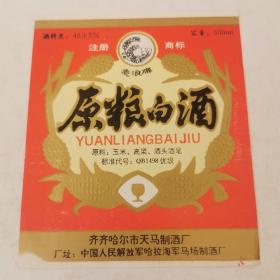 酒精度：45±1%
容量：500ml
注册 商标
原粮白酒
YUANLIANGBAIJIU
原料：玉米、高粱、酒头酒尾
标准代号：QB1498优级
齐齐哈尔市天马制酒厂
厂址：中国人民解放军哈拉海军马场制酒厂